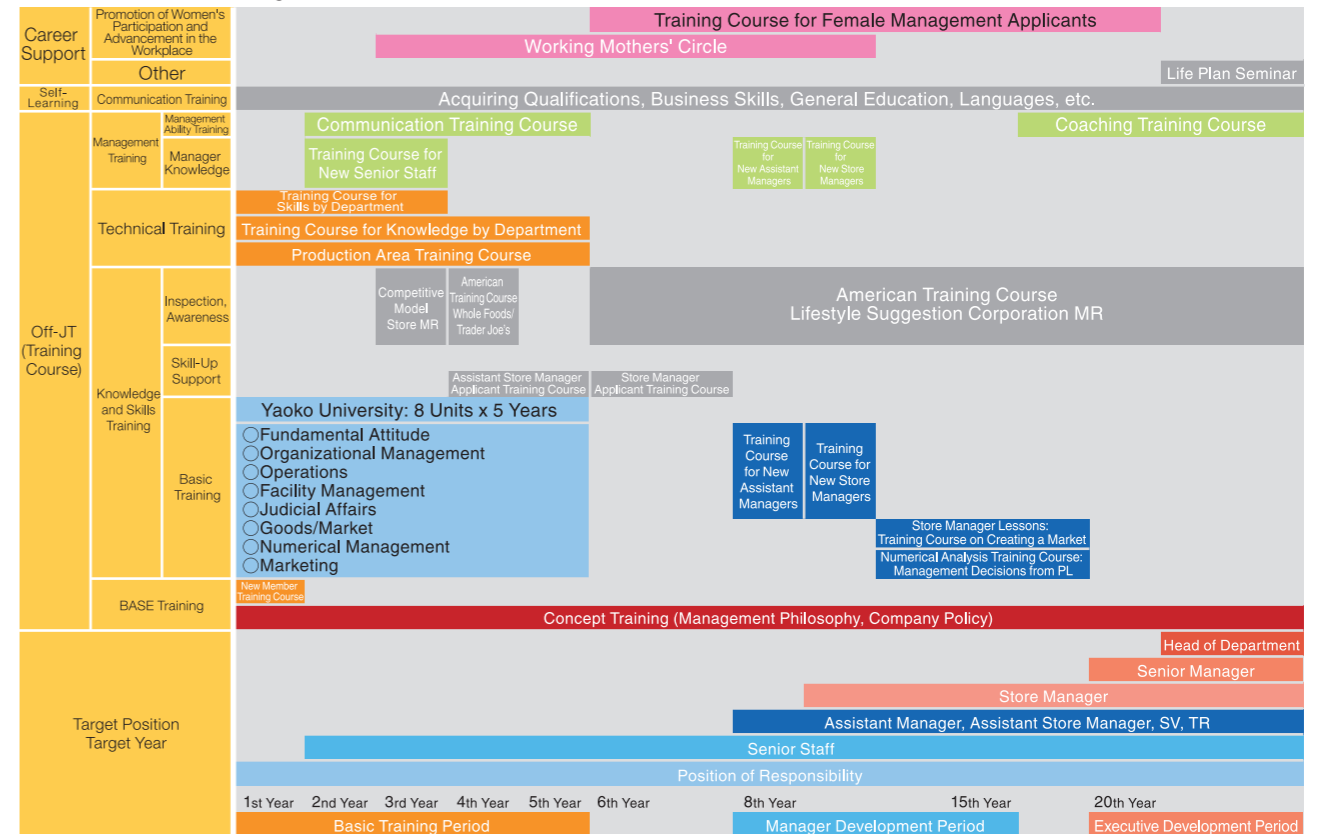 Career
Support
Promotion of Women's
Participation and
Advancement in the
Workplace
Training Course for Female Management Applicants
Working Mothers' Circle
Other
Life Plan Seminar
Self-
Learning
Communication Training
Acquiring Qualifications, Business Skills, General Education, Languages, etc.
Off-JT
(Training
Course)
Management
Training
Management
Ability Training
Communication Training Course
Coaching Training Course
Manager
Knowledge
Training Course for
New Senior Staff
Training Course
for
New Assistant
Managers
Training Course
for
New Store
Managers
Technical Training
Training Course for
Skills by Department
Training Course for Knowledge by Department
Production Area Training Course
Knowledge
and Skills
Training
Inspection,
Awareness
Competitive
Model
Store MR
American
Training Course
Whole Foods/
Trader Joe's
American Training Course
Lifestyle Suggestion Corporation MR
Skill-Up
Support
Assistant Store Manager
Applicant Training Course
Store Manager
Applicant Training Course
Basic
Training
Yaoko University: 8 Units x 5 Years
○Fundamental Attitude
○Organizational Management
○Operations
○Facility Management
○Judicial Affairs
○Goods/Market
○Numerical Management
○Marketing
Training
Course
for New
Assistant
Managers
Training
Course for
New Store
Managers
Store Manager Lessons:
Training Course on Creating a Market
Numerical Analysis Training Course:
Management Decisions from PL
BASE Training
New Member
Training Course
Concept Training (Management Philosophy, Company Policy)
Target Position
Target Year
Head of Department
Senior Manager
Store Manager
Assistant Manager, Assistant Store Manager, SV, TR
Senior Staff
Position of Responsibility
1st Year 2nd Year 3rd Year 4th Year 5th Year 6th Year 8th Year 15th Year 20th Year
Basic Training Period Manager Development Period Executive Development Period